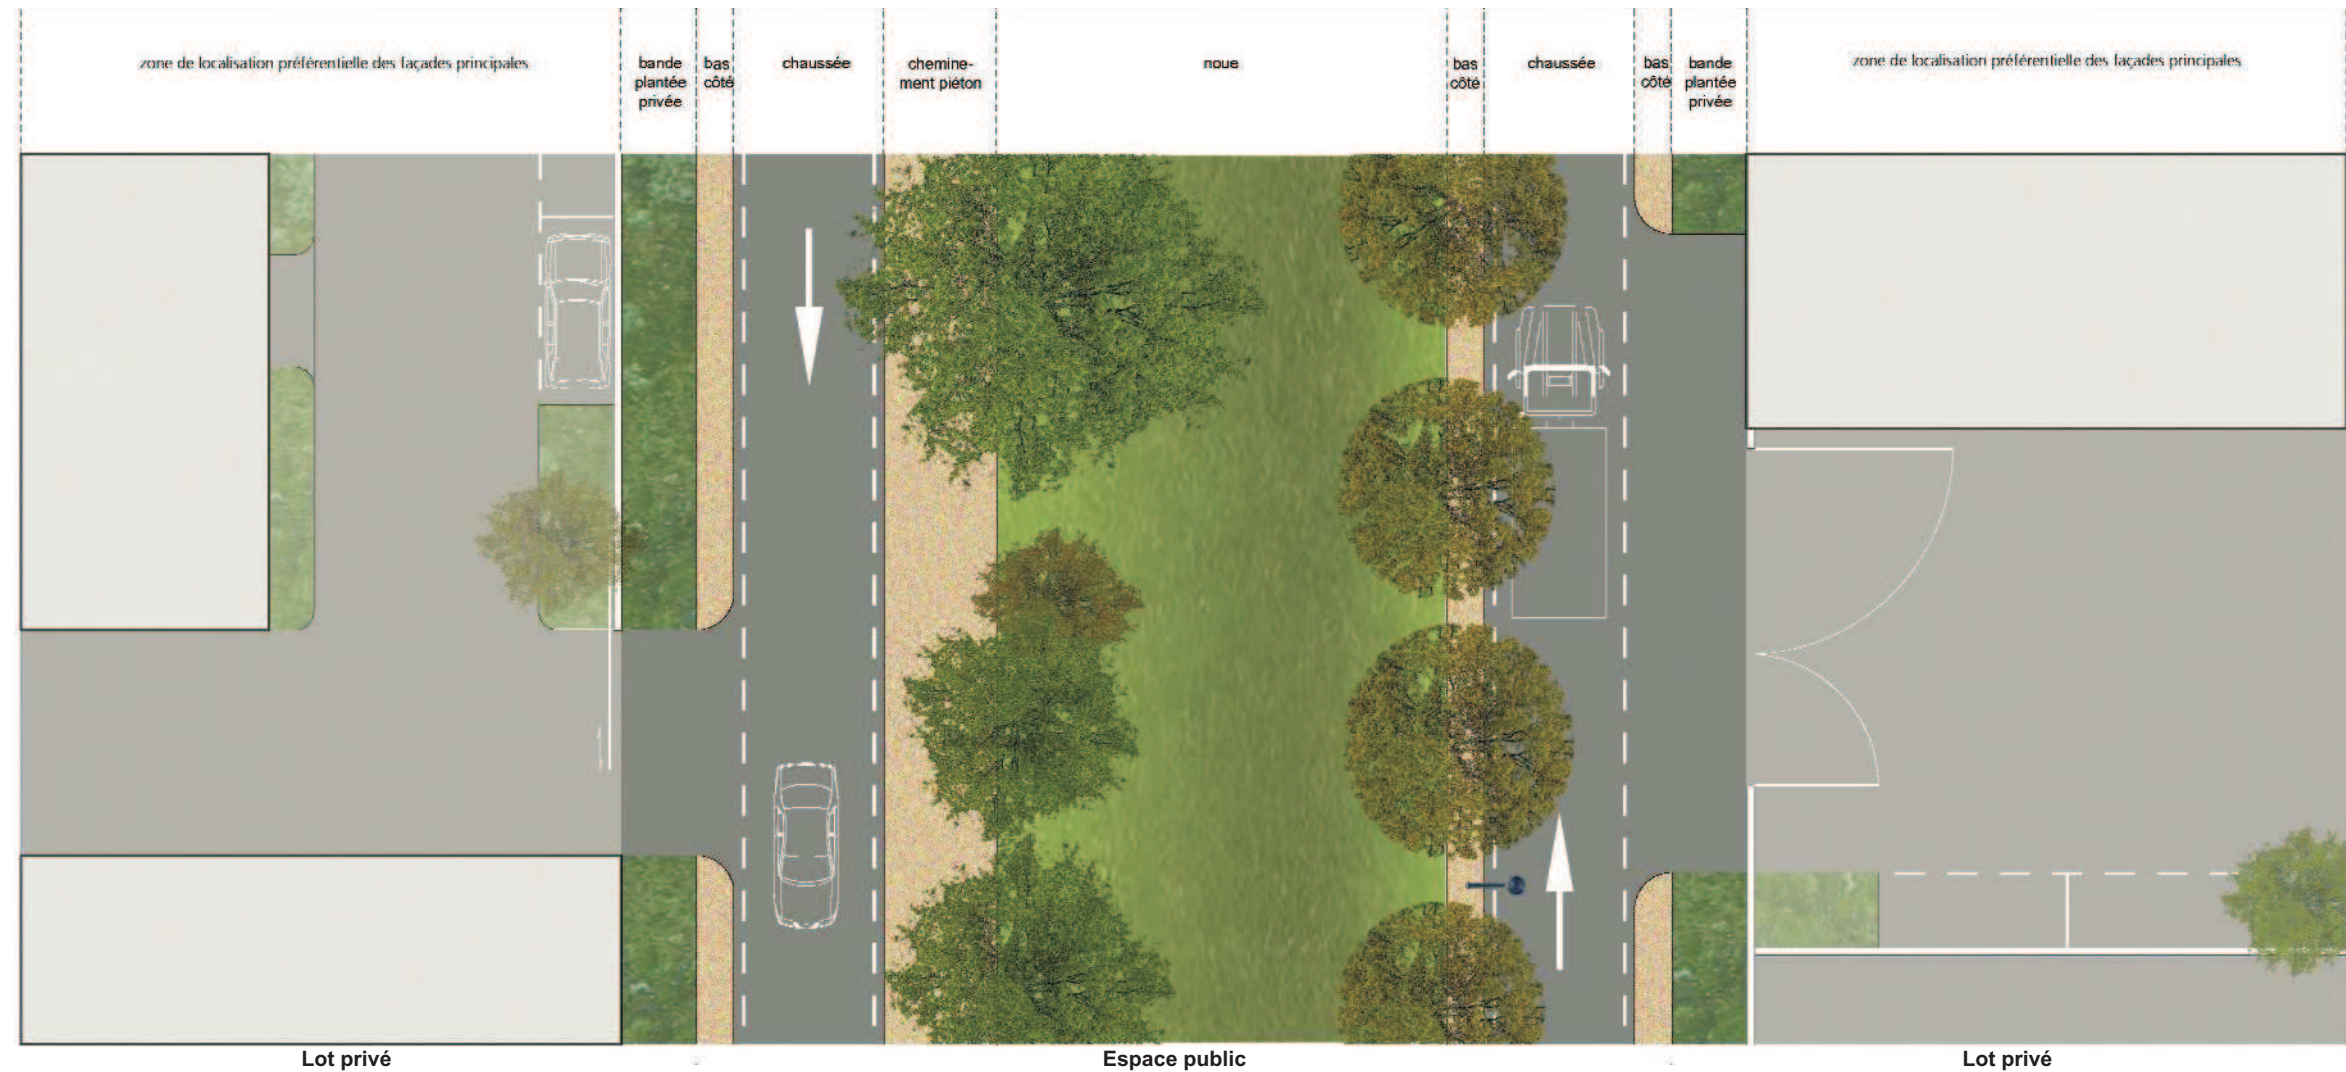 zone de localisation préférentielle des façades principales
bande
plantée
privée
bas
côté
chaussée
chemine-
ment piéton
noue
bas
côté
chaussée
bas
côté
bande
plantée
privée
zone de localisation préférentielle des façades principales
Lot privé
Espace public
Lot privé